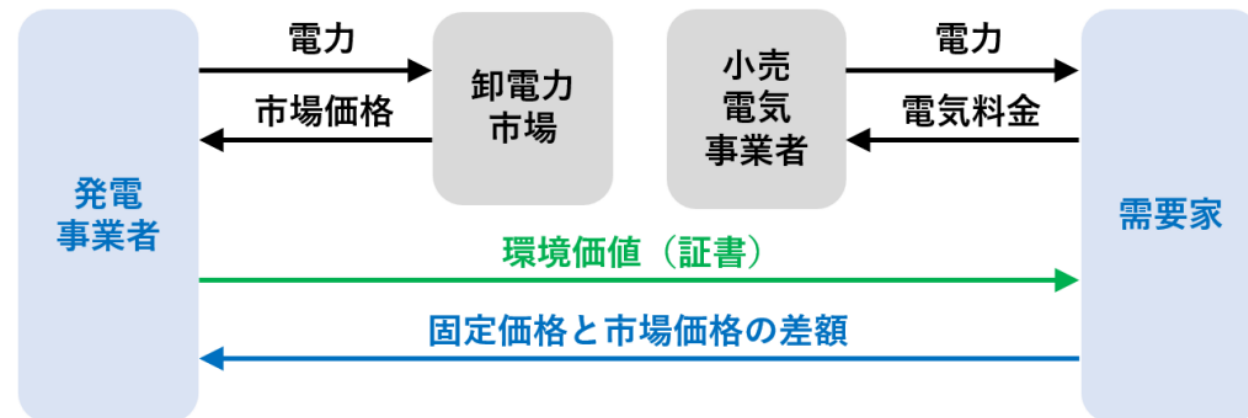 発電
事業者
電力
市場価格
卸電力
市場
小売
電気
事業者
電力
電気料金
需要家
環境価値（証書）
固定価格と市場価格の差額